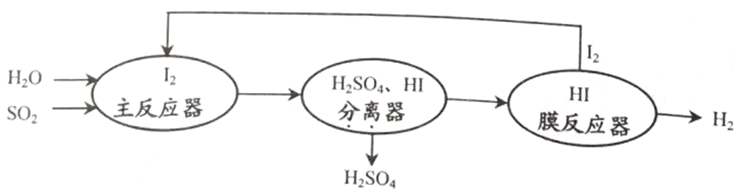 I₂
H₂O
SO₂
I₂
主反应器
H₂SO₄、HI
分离器
HI
膜反应器
H₂
H₂SO₄